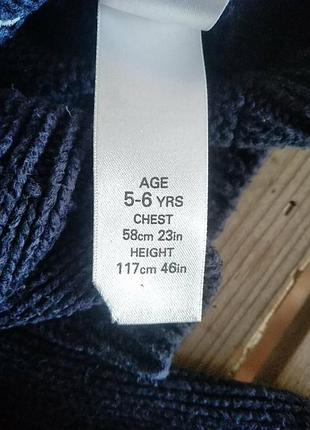 AGE
5-6 YRS
CHEST
58cm 23in
HEIGHT
117cm 46in